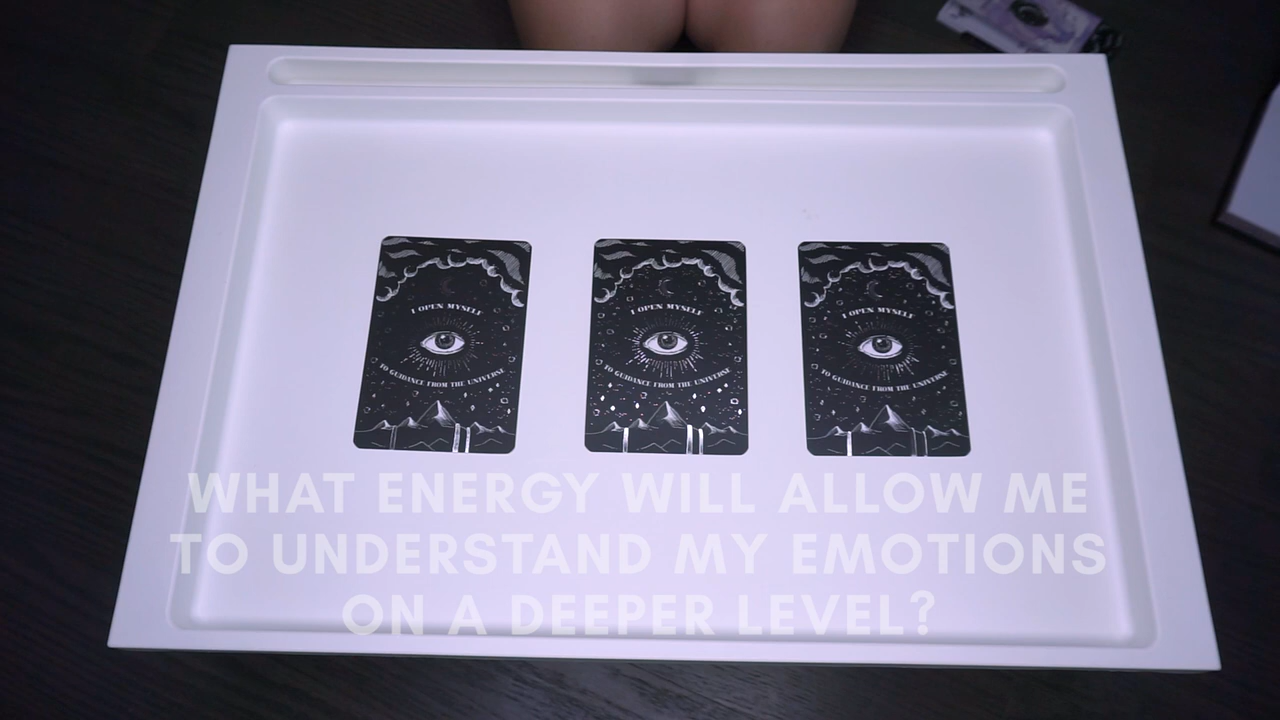 I OPEN MYSELF
TO GUIDANCE FROM THE UNIVERSE
I OPEN MYSELF
TO GUIDANCE FROM THE UNIVERSE
I OPEN MYSELF
TO GUIDANCE FROM THE UNIVERSE
WHAT ENERGY WILL ALLOW ME
TO UNDERSTAND MY EMOTIONS
ON A DEEPER LEVEL?